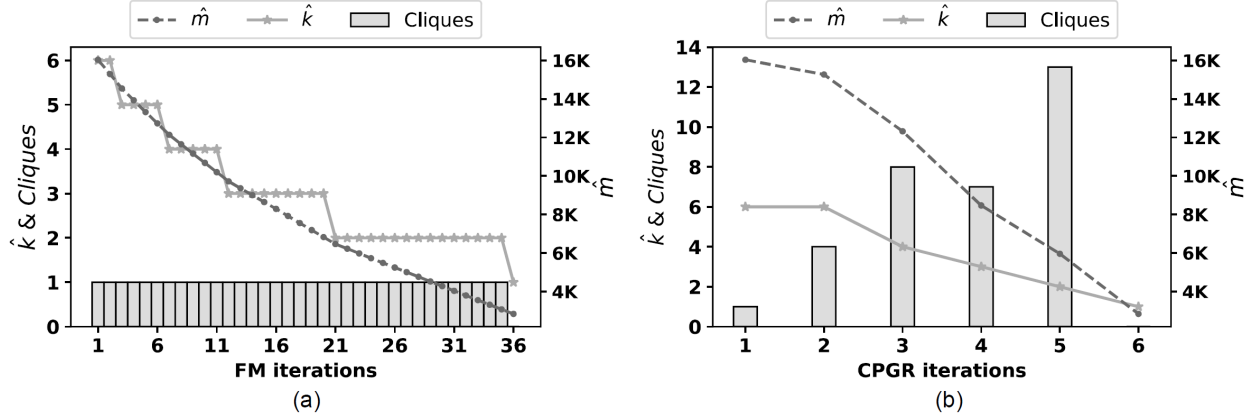 m̂ k̂ Cliques
6
5
4
3
2
1
0
k̂ & Cliques
16K
14K
12K
10K
8K
6K
4K
m̂
1 6 11 16 21 26 31 36
FM iterations
(a)
m̂ k̂ Cliques
14
12
10
8
6
4
2
0
k̂ & Cliques
16K
14K
12K
10K
8K
6K
4K
m̂
1 2 3 4 5 6
CPGR iterations
(b)